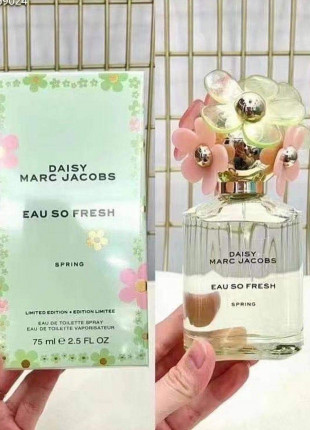 DAISY
MARC JACOBS
EAU SO FRESH
SPRING
LIMITED EDITION • EDITION LIMITÉE
EAU DE TOILETTE SPRAY
EAU DE TOILETTE VAPORISATEUR
75 ml ℮ 2.5 FL OZ
DAISY
MARC JACOBS
EAU SO FRESH
SPRING